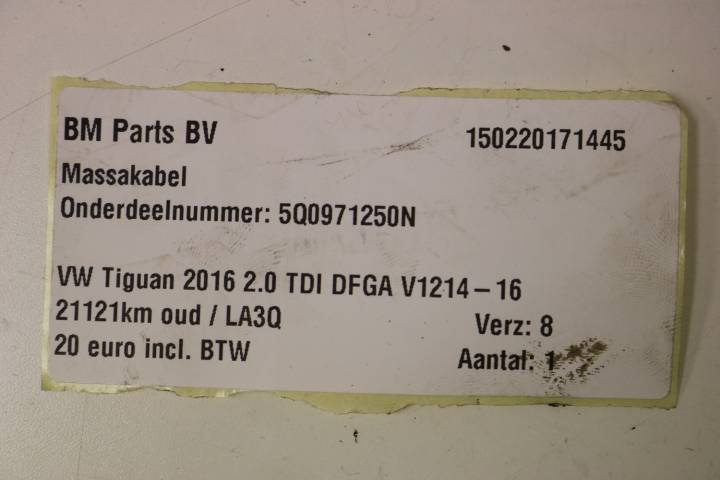 BM Parts BV 150220171445
Massakabel
Onderdeelnummer: 5Q0971250N
VW Tiguan 2016 2.0 TDI DFGA V1214-16
21121km oud / LA3Q Verz: 8
20 euro incl. BTW Aantal: 1